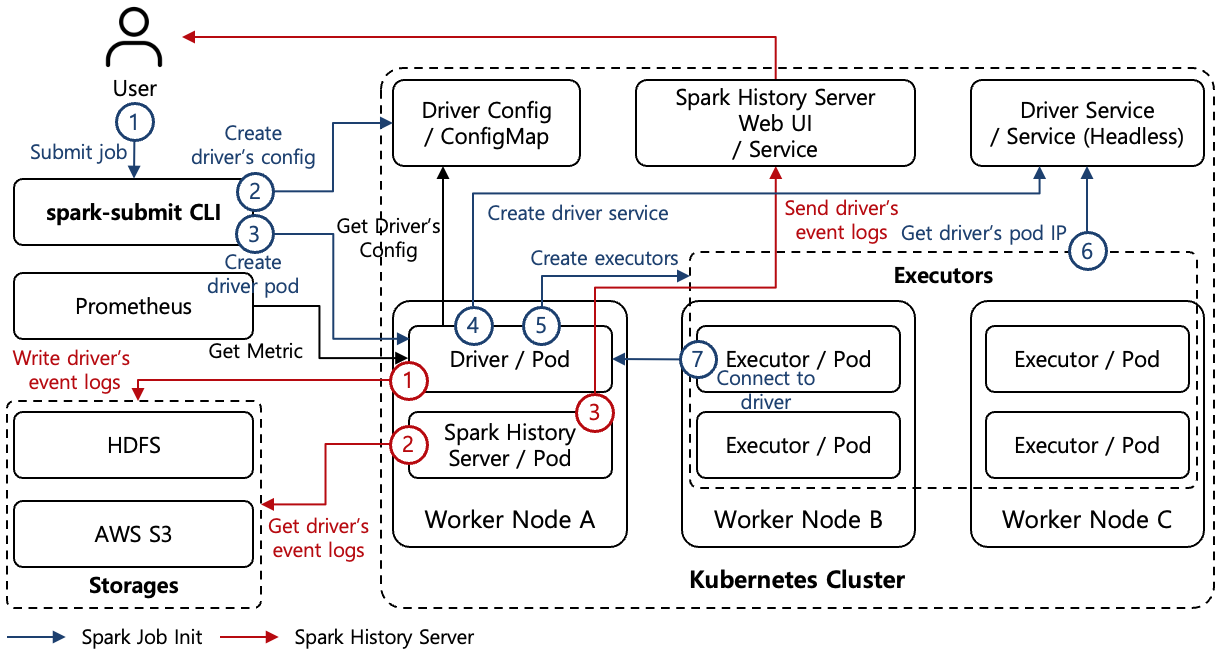 User
1
Submit job
spark-submit CLI
2
3
Create
driver's config
Create
driver pod
Prometheus
Get Metric
Driver Config
/ ConfigMap
Spark History Server
Web UI
/ Service
Driver Service
/ Service (Headless)
Get Driver's
Config
Create driver service
Send driver's
event logs
Get driver's pod IP
6
Create executors
Executors
4
5
Driver / Pod
1
7
Connect to
driver
Executor / Pod
Executor / Pod
Executor / Pod
Executor / Pod
Write driver's
event logs
3
2
Spark History
Server / Pod
HDFS
AWS S3
Storages
Get driver's
event logs
Worker Node A
Worker Node B
Worker Node C
Kubernetes Cluster
Spark Job Init
Spark History Server